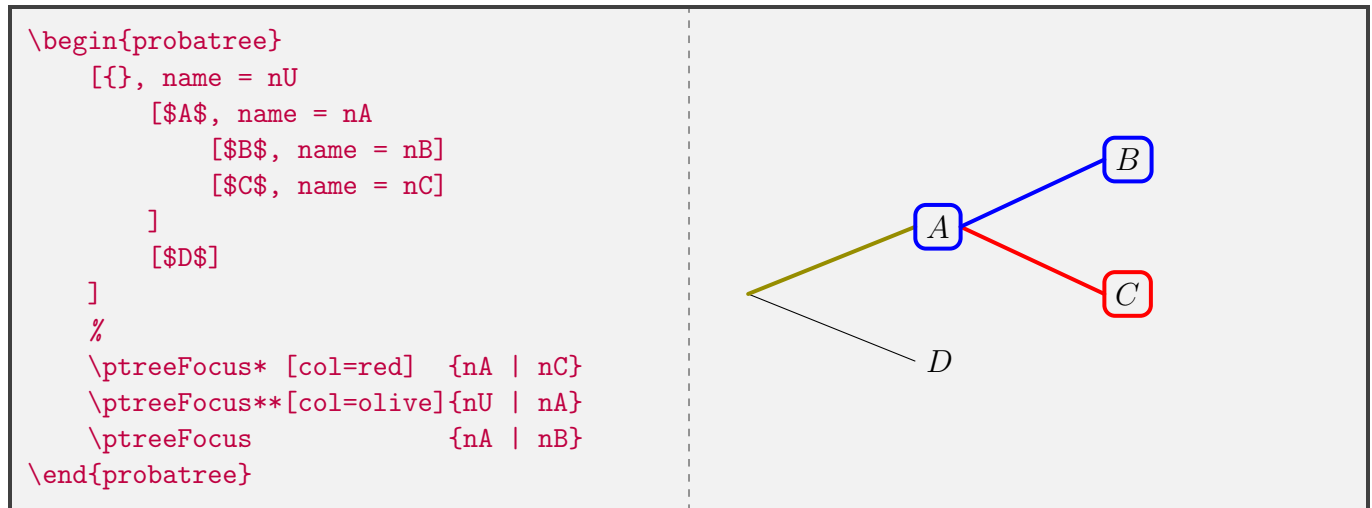 \begin{probatree}
    [{}, name = nU
        [$A$, name = nA
            [$B$, name = nB]
            [$C$, name = nC]
        ]
        [$D$]
    ]
    %
    \ptreeFocus* [col=red]  {nA | nC}
    \ptreeFocus**[col=olive]{nU | nA}
    \ptreeFocus             {nA | nB}
\end{probatree}
B
A
C
D